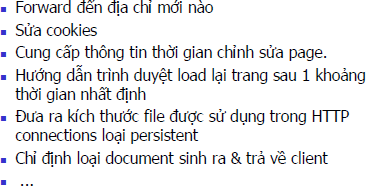 Forward đến địa chỉ mới nào
Sửa cookies
Cung cấp thông tin thời gian chỉnh sửa page.
Hướng dẫn trình duyệt load lại trang sau 1 khoảng
thời gian nhất định
Đưa ra kích thước file được sử dụng trong HTTP
connections loại persistent
Chỉ định loại document sinh ra & trả về client
...